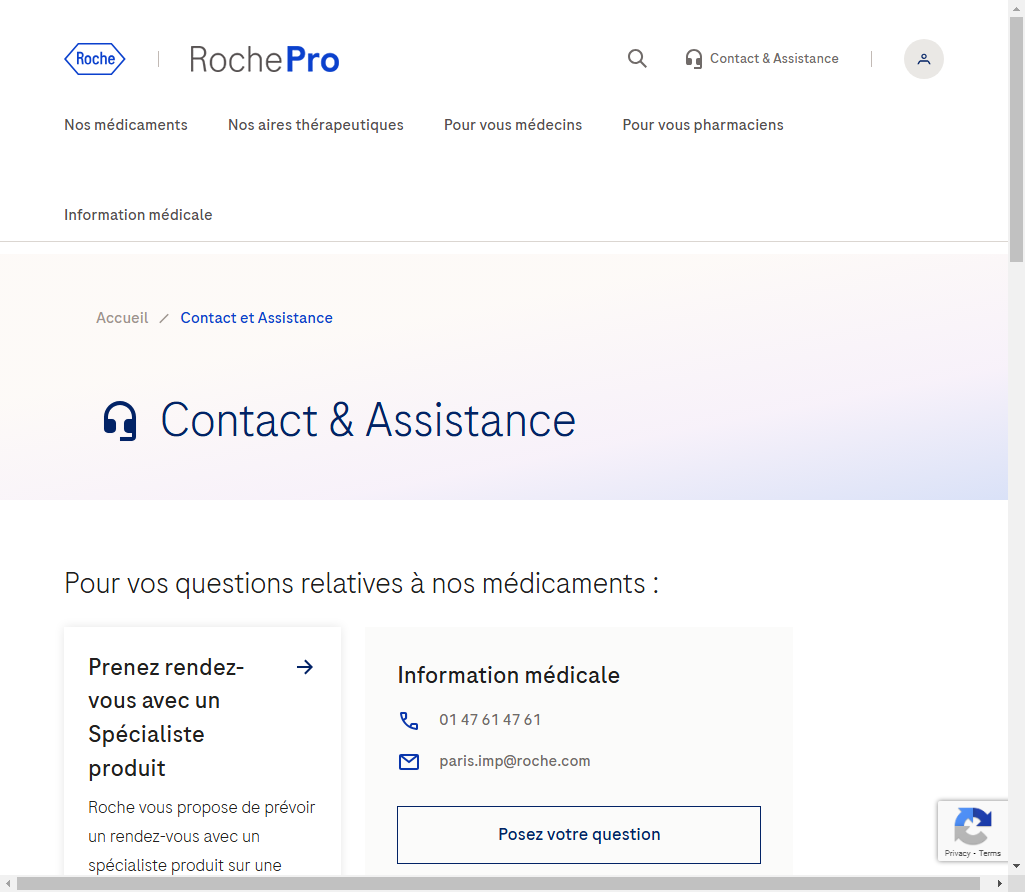 Roche
RochePro
Contact & Assistance
Nos médicaments
Nos aires thérapeutiques
Pour vous médecins
Pour vous pharmaciens
Information médicale
Accueil / Contact et Assistance
Contact & Assistance
Pour vos questions relatives à nos médicaments :
Prenez rendez-
vous avec un
Spécialiste
produit
Roche vous propose de prévoir
un rendez-vous avec un
spécialiste produit sur une
Information médicale
01 47 61 47 61
paris.imp@roche.com
Posez votre question
Privacy - Terms